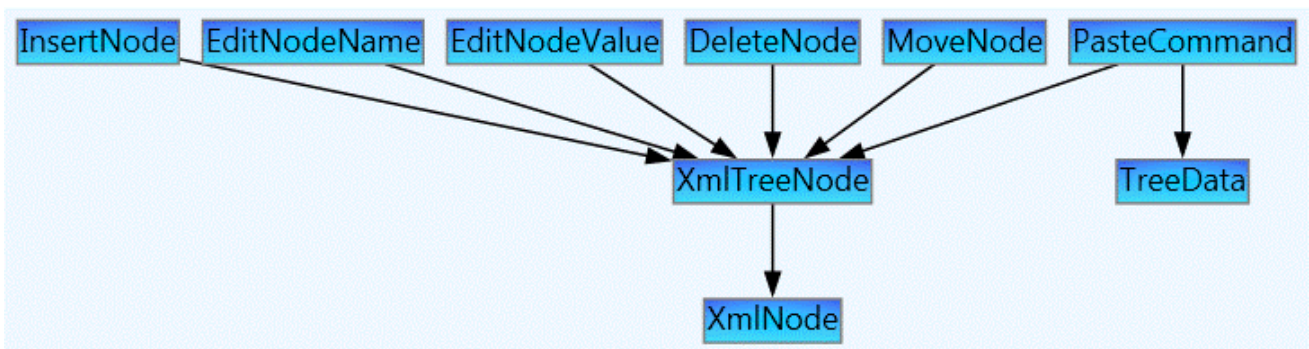 InsertNode EditNodeName EditNodeValue DeleteNode MoveNode PasteCommand
XmlTreeNode TreeData
XmlNode